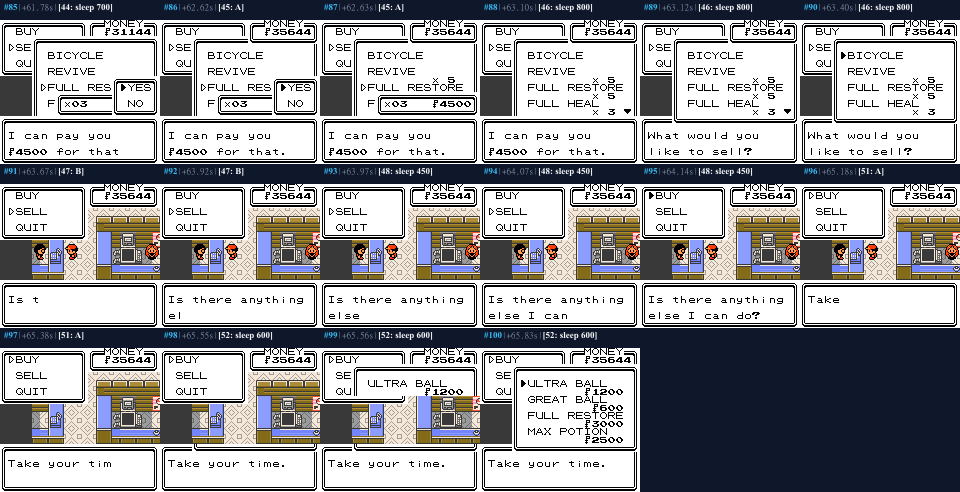 #85|+61.78s| [44: sleep 700]
BUY
MONEY
₽31144
SE
QU
BICYCLE
REVIVE
FULL RES
F
×03
YES
NO
I can pay you
₽4500 for that
#86|+62.62s| [45: A]
BUY
MONEY
₽35644
SE
QU
BICYCLE
REVIVE
FULL RES
F
×03
YES
NO
I can pay you
₽4500 for that.
#87|+62.63s| [45: A]
BUY
MONEY
₽35644
SE
QU
BICYCLE
REVIVE
× 5
FULL RESTORE
F
×03 ₽4500
I can pay you
₽4500 for that.
#88|+63.10s| [46: sleep 800]
BUY
MONEY
₽35644
BICYCLE
REVIVE
× 5
FULL RESTORE
× 5
FULL HEAL
× 3
I can pay you
₽4500 for that.
#89|+63.12s| [46: sleep 800]
BUY
MONEY
₽35644
SE
QU
BICYCLE
REVIVE
× 5
FULL RESTORE
× 5
FULL HEAL
× 3
What would you
like to sell?
#90|+63.40s| [46: sleep 800]
BUY
MONEY
₽35644
SE
QU
BICYCLE
REVIVE
× 5
FULL RESTORE
× 5
FULL HEAL
× 3
What would you
like to sell?
#91|+63.67s| [47: B]
BUY
MONEY
₽35644
SELL
QUIT
Is t
#92|+63.92s| [47: B]
BUY
MONEY
₽35644
SELL
QUIT
Is there anything
el
#93|+63.97s| [48: sleep 450]
BUY
MONEY
₽35644
SELL
QUIT
Is there anything
else
#94|+64.07s| [48: sleep 450]
BUY
MONEY
₽35644
SELL
QUIT
Is there anything
else I can
#95|+64.14s| [48: sleep 450]
BUY
MONEY
₽35644
SELL
QUIT
Is there anything
else I can do?
#96|+65.18s| [51: A]
BUY
MONEY
₽35644
SELL
QUIT
Take
#97|+65.38s| [51: A]
BUY
MONEY
₽35644
SELL
QUIT
Take your tim
#98|+65.55s| [52: sleep 600]
BUY
MONEY
₽35644
SELL
QUIT
Take your time.
#99|+65.56s| [52: sleep 600]
BUY
MONEY
₽35644
SE
QU
ULTRA BALL
₽1200
Take your time.
#100|+65.83s| [52: sleep 600]
BUY
MONEY
₽35644
SE
QU
ULTRA BALL
₽1200
GREAT BALL
₽600
FULL RESTORE
₽3000
MAX POTION
₽2500
Take your time.